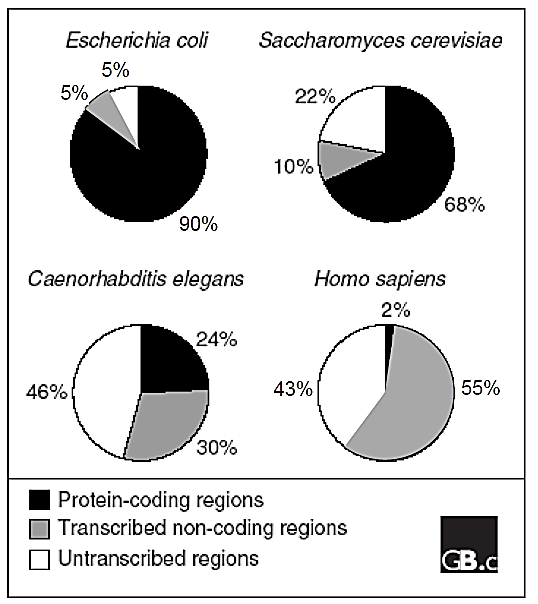 Escherichia coli
Saccharomyces cerevisiae
5%
5%
90%
22%
10%
68%
Caenorhabditis elegans
Homo sapiens
24%
46%
30%
2%
43%
55%
Protein-coding regions
Transcribed non-coding regions
Untranscribed regions
GB.c